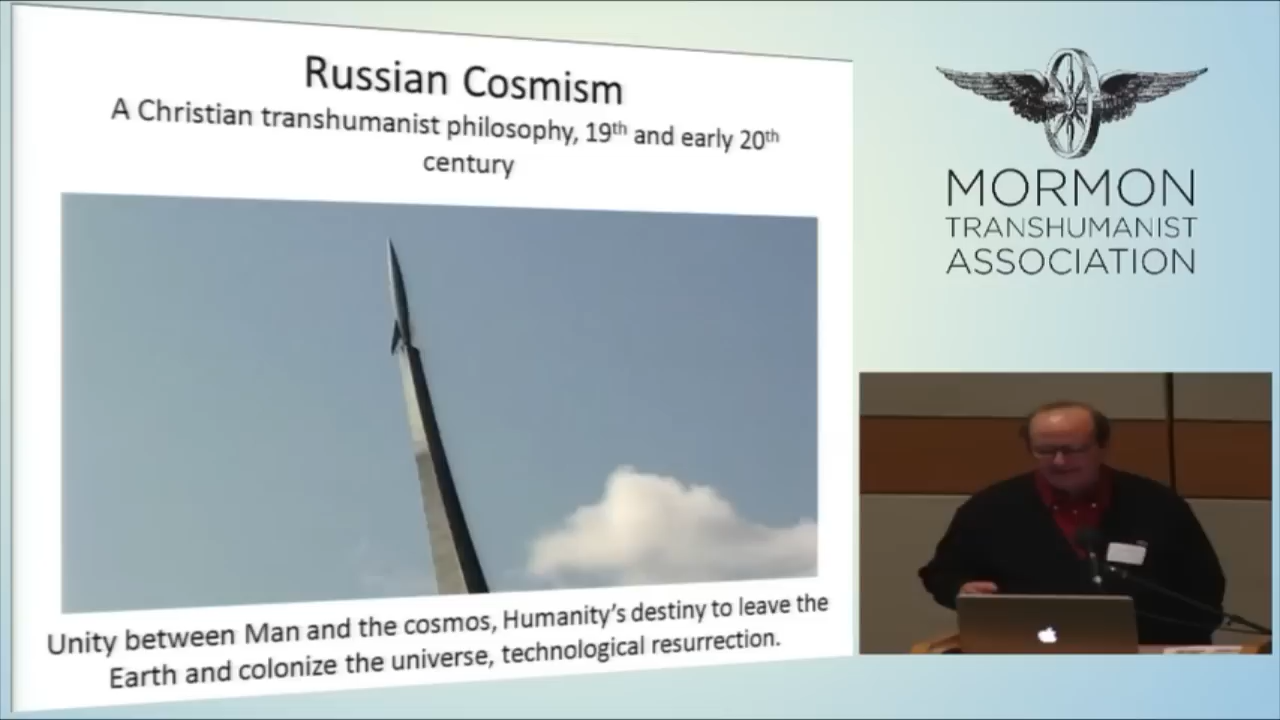 Russian Cosmism
A Christian transhumanist philosophy, 19th and early 20th
century
Unity between Man and the cosmos, Humanity's destiny to leave the
Earth and colonize the universe, technological resurrection.
MORMON
TRANSHUMANIST
ASSOCIATION